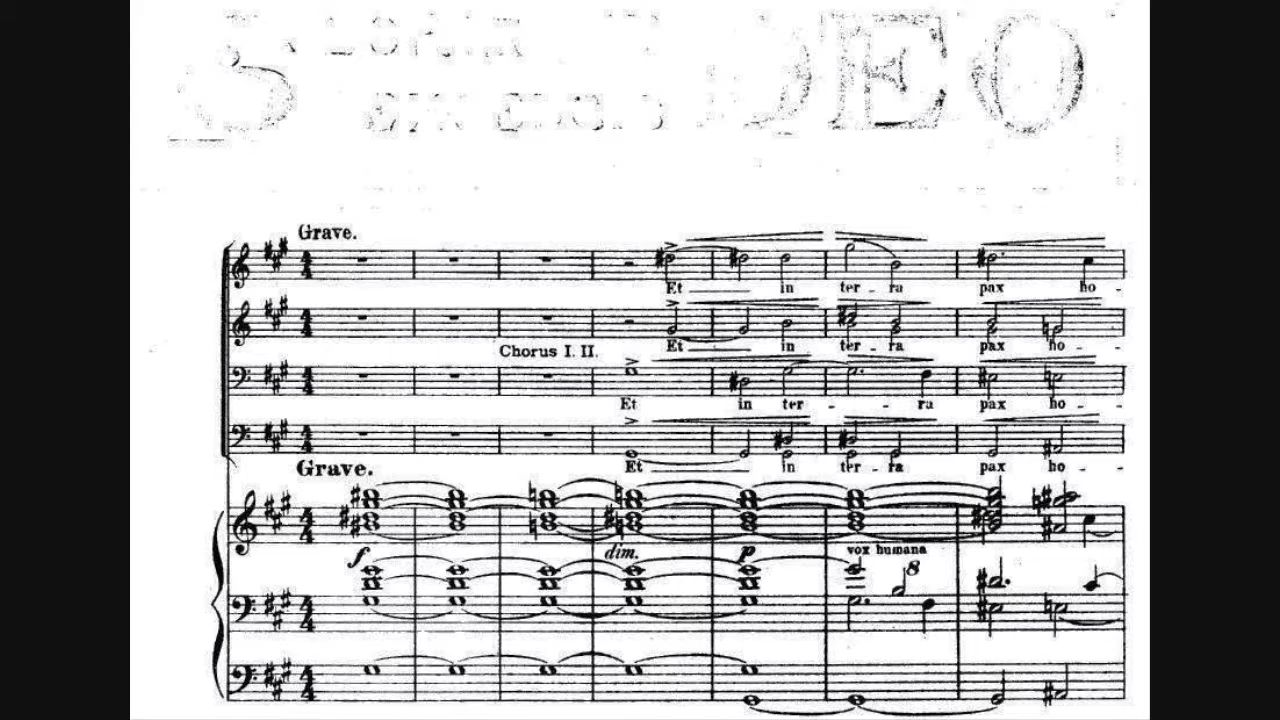 DEO
Grave.
Et in ter - ra pax ho -
Et in ter - ra pax ho -
Chorus I. II.
Et in ter - - ra pax ho -
Et in ter - ra pax ho -
Grave.
f dim. p vox humana
8